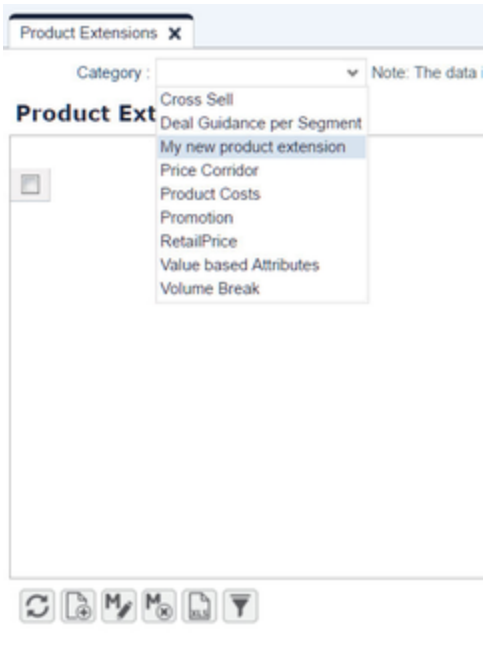 Product Extensions X
Category : Note: The data
Product Ext
Cross Sell
Deal Guidance per Segment
My new product extension
Price Corridor
Product Costs
Promotion
RetailPrice
Value based Attributes
Volume Break
M M XLS